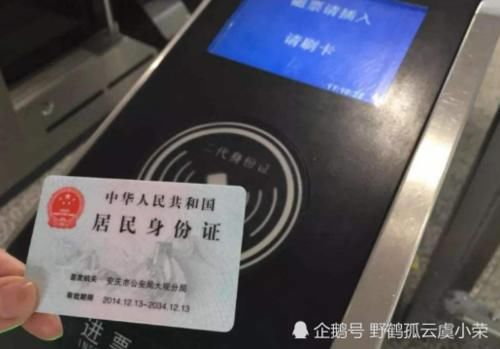 磁票请插入
请刷卡
二代身份证
中华人民共和国
居民身份证
签发机关 安庆市公安局大观分局
有效期限 2014.12.13-2034.12.13
进票
企鹅号 野鹤孤云虞小荣